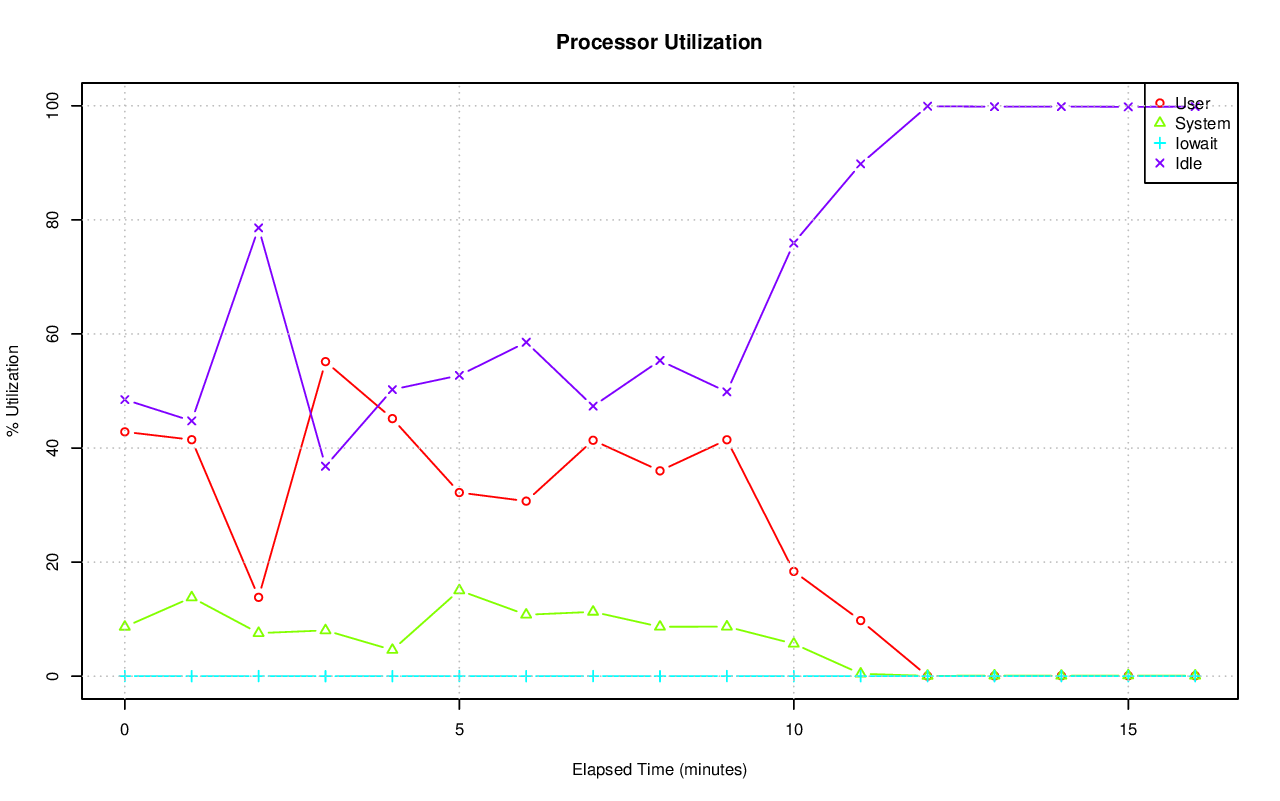 Processor Utilization
% Utilization
100
80
60
40
20
0
User
System
Iowait
Idle
0 5 10 15
Elapsed Time (minutes)